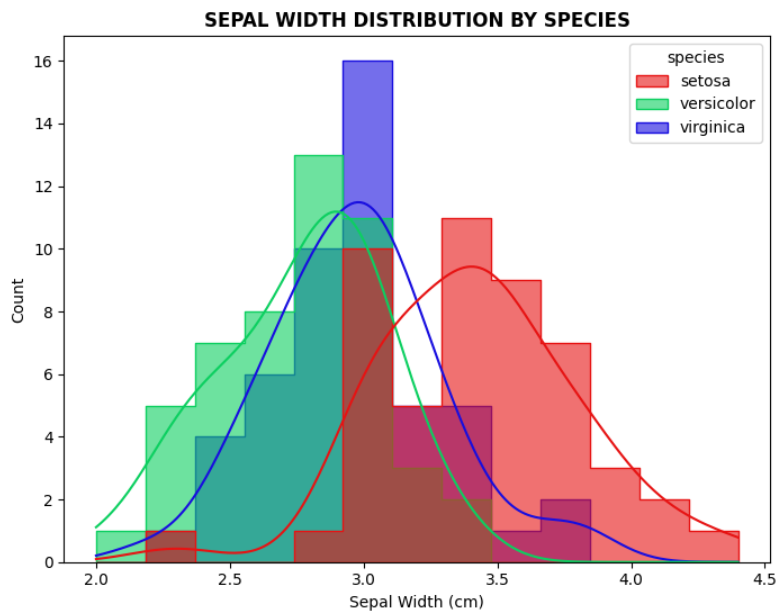 SEPAL WIDTH DISTRIBUTION BY SPECIES
species
setosa
versicolor
virginica
16
14
12
10
8
6
4
2
0
Count
2.0 2.5 3.0 3.5 4.0 4.5
Sepal Width (cm)